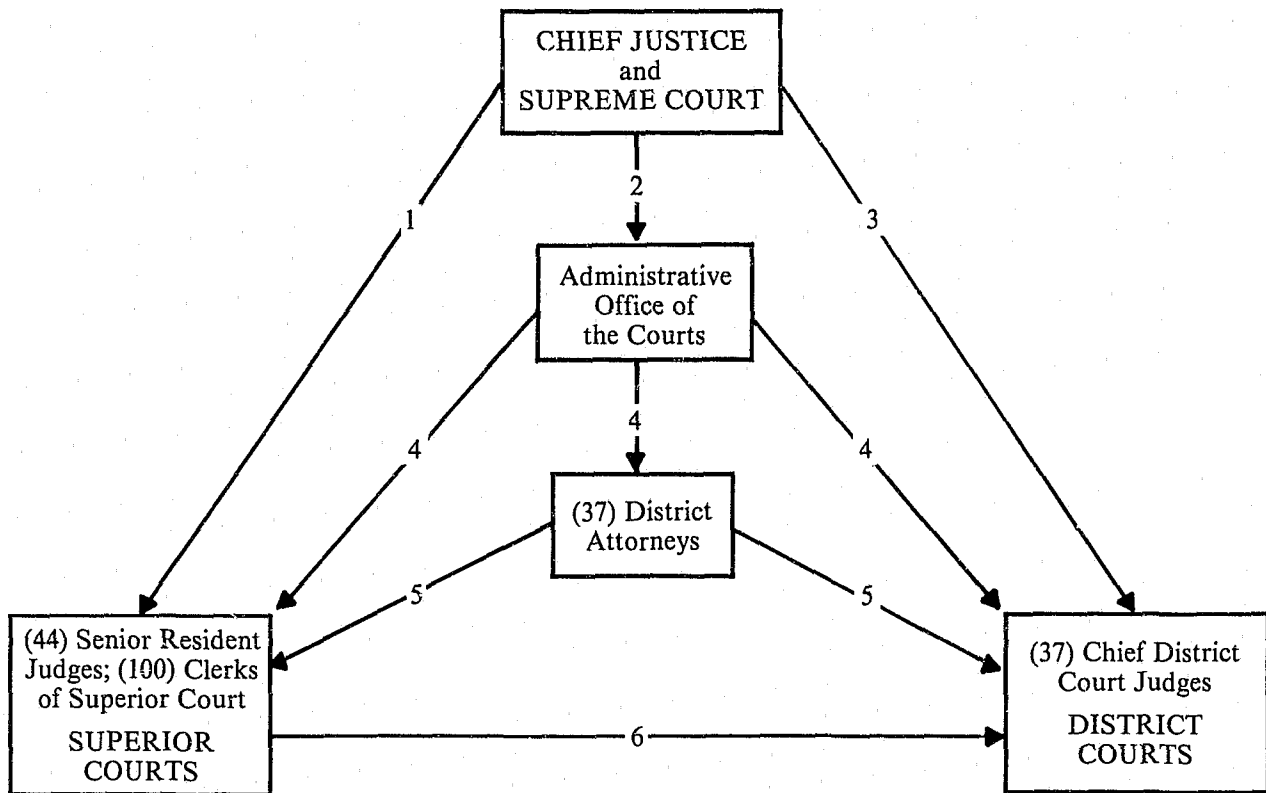 CHIEF JUSTICE
and
SUPREME COURT
2
1
3
Administrative
Office of
the Courts
4
4
4
(37) District
Attorneys
5
5
(44) Senior Resident
Judges; (100) Clerks
of Superior Court
SUPERIOR
COURTS
6
(37) Chief District
Court Judges
DISTRICT
COURTS